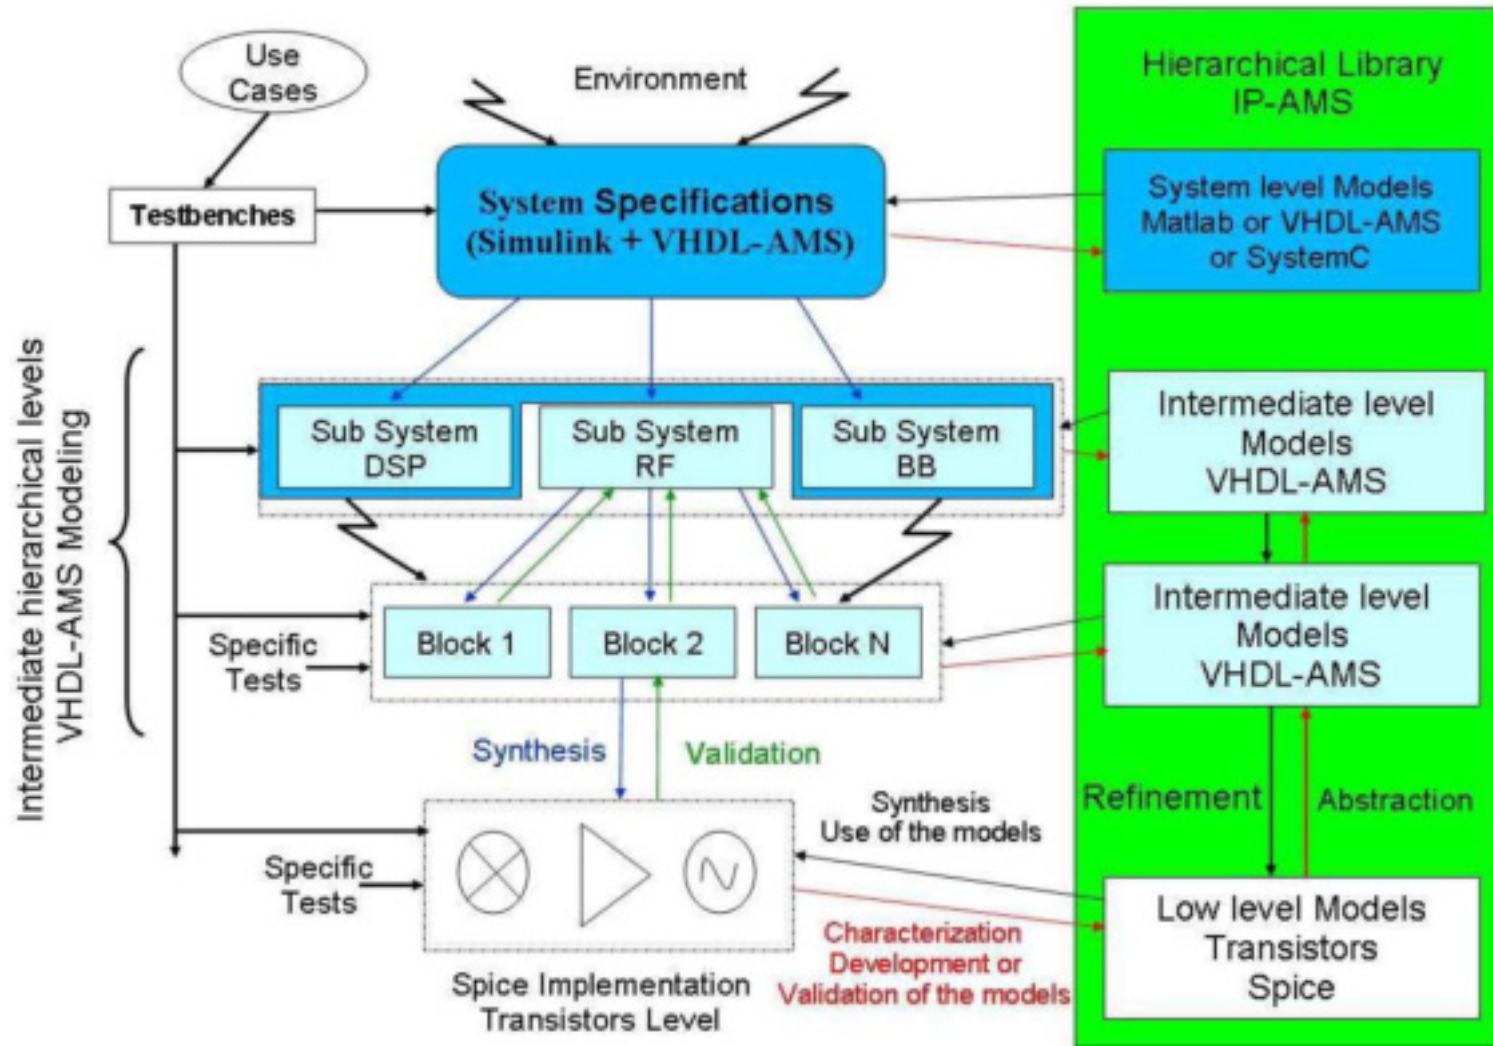 Use
Cases
Environment
Hierarchical Library
IP-AMS
Testbenches
System Specifications
(Simulink + VHDL-AMS)
System level Models
Matlab or VHDL-AMS
or SystemC
Intermediate hierarchical levels
VHDL-AMS Modeling
Sub System
DSP
Sub System
RF
Sub System
BB
Intermediate level
Models
VHDL-AMS
Specific
Tests
Block 1
Block 2
Block N
Intermediate level
Models
VHDL-AMS
Synthesis
Validation
Synthesis
Use of the models
Refinement
Abstraction
Specific
Tests
Characterization
Development or
Validation of the models
Low level Models
Transistors
Spice
Spice Implementation
Transistors Level